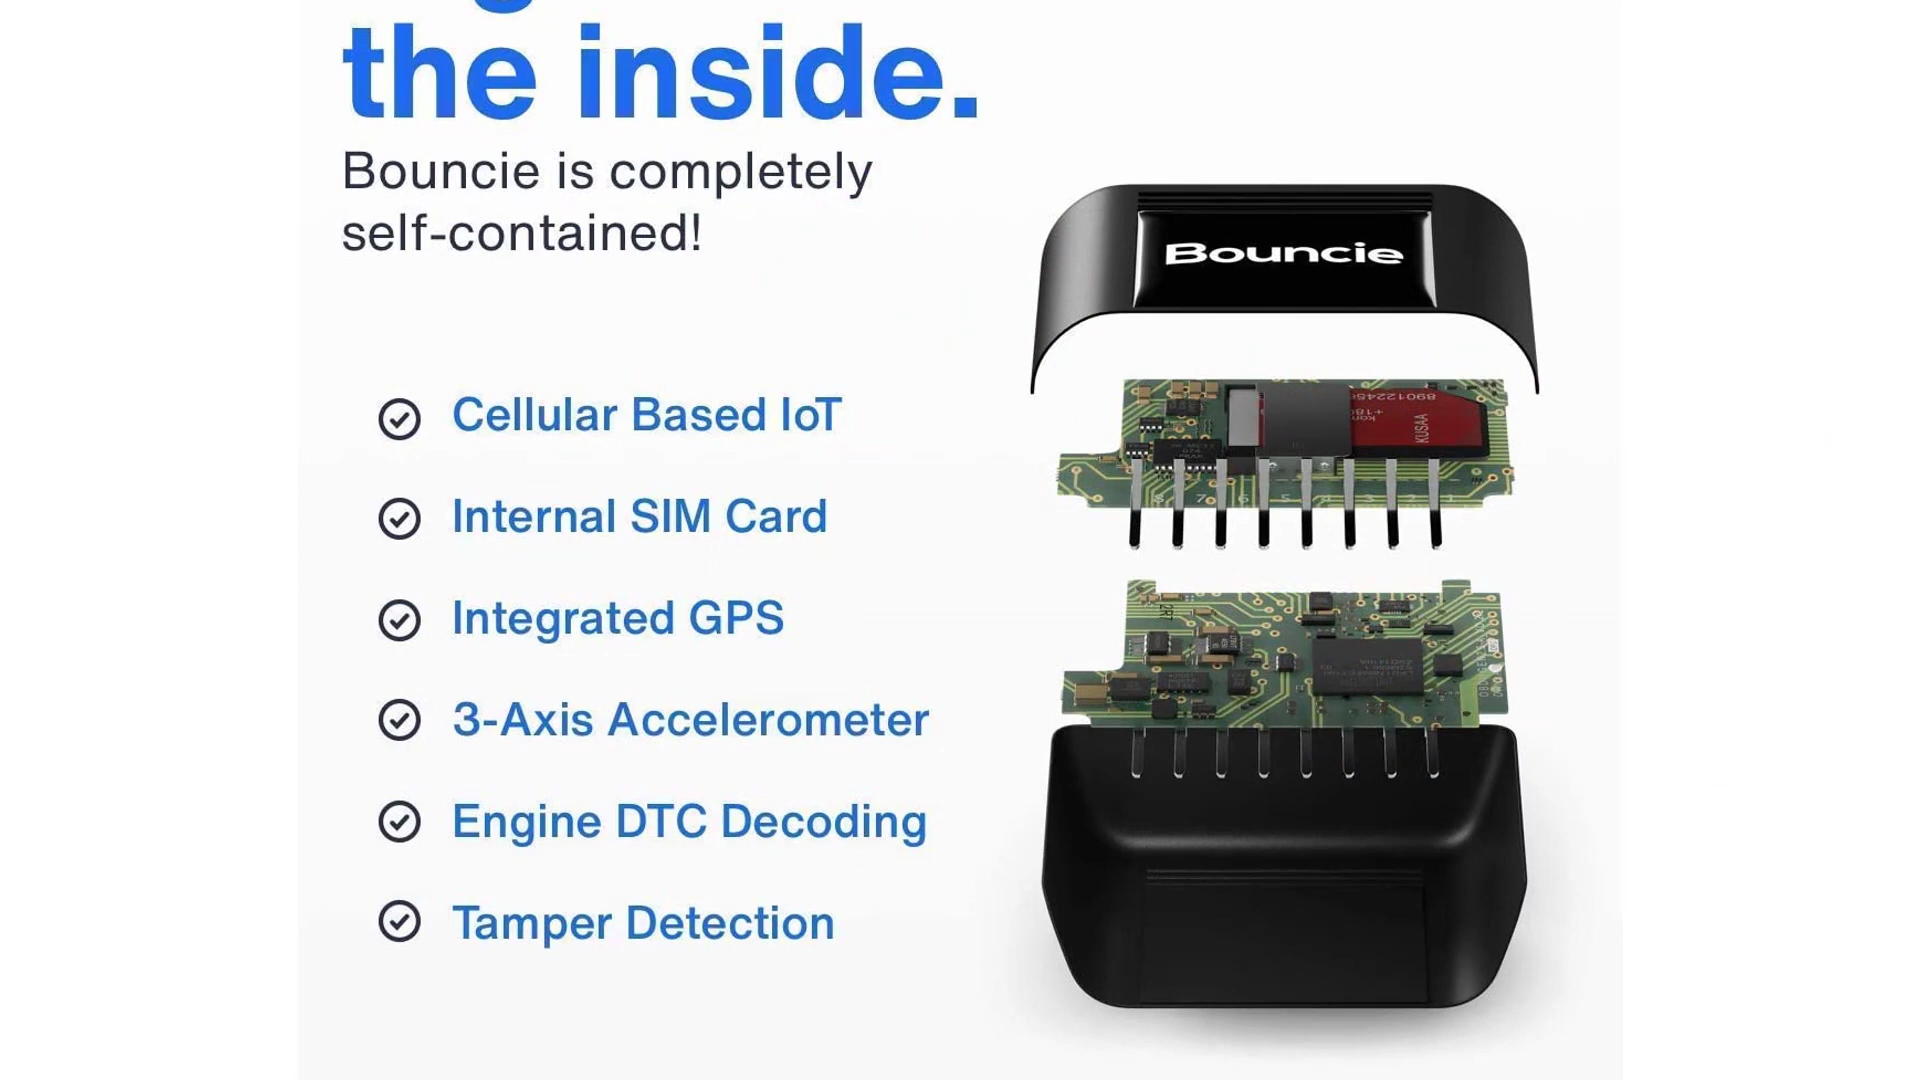 the inside.
Bouncie is completely
self-contained!
Bouncie
Cellular Based IoT
Internal SIM Card
Integrated GPS
3-Axis Accelerometer
Engine DTC Decoding
Tamper Detection
KUSAA